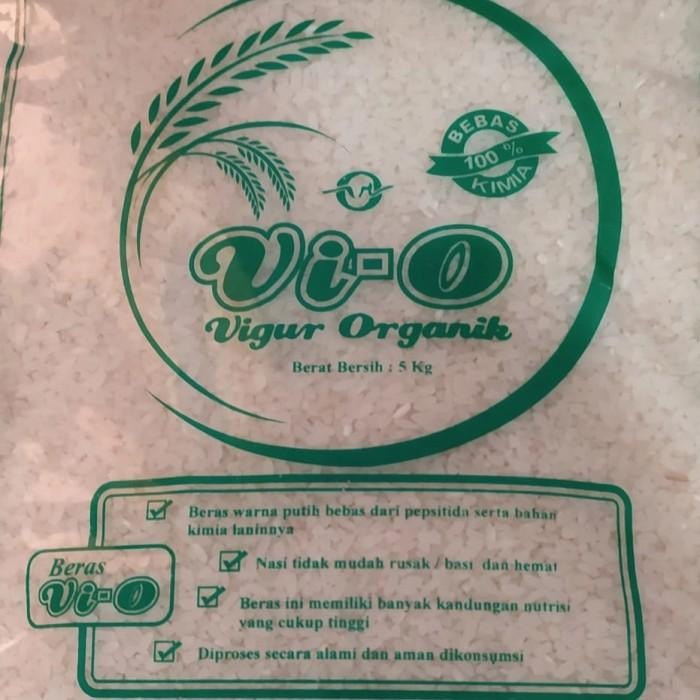 BEBAS
100 %
KIMIA
Vi-O
Vigur Organik
Berat Bersih : 5 Kg
Beras warna putih bebas dari pepsitida serta bahan
kimia laninnya
Nasi tidak mudah rusak / basi dan hemat
Beras
Vi-O
Beras ini memiliki banyak kandungan nutrisi
yang cukup tinggi
Diproses secara alami dan aman dikonsumsi